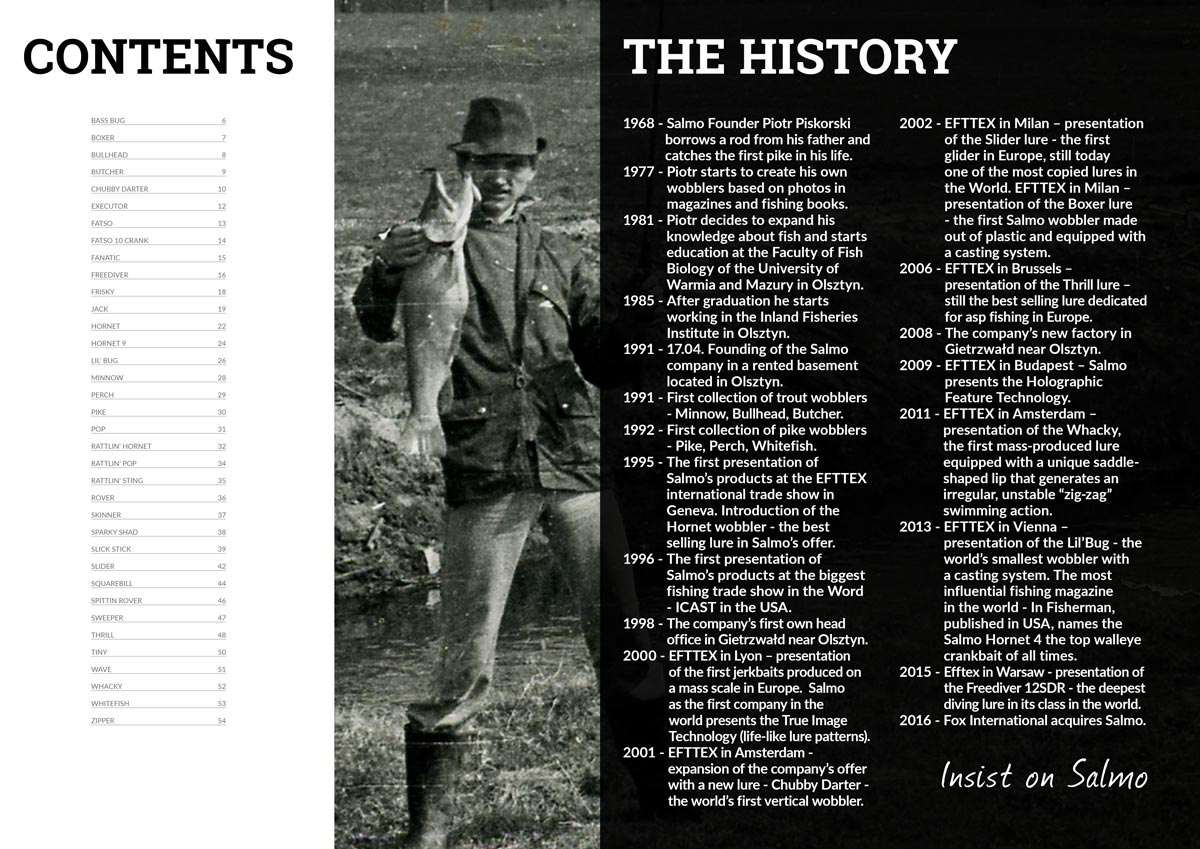 CONTENTS
BASS BUG 6
BOXER 7
BULLHEAD 8
BUTCHER 9
CHUBBY DARTER 10
EXECUTOR 12
FATSO 13
FATSO 10 CRANK 14
FANATIC 15
FREEDIVER 16
FRISKY 18
JACK 19
HORNET 22
HORNET 9 24
LIL' BUG 26
MINNOW 28
PERCH 29
PIKE 30
POP 31
RATTLIN' HORNET 32
RATTLIN' POP 34
RATTLIN' STING 35
ROVER 36
SKINNER 37
SPARKY SHAD 38
SLICK STICK 39
SLIDER 42
SQUAREBILL 44
SPITTIN ROVER 46
SWEEPER 47
THRILL 48
TINY 50
WAVE 51
WHACKY 52
WHITEFISH 53
ZIPPER 54
THE HISTORY
1968 - Salmo Founder Piotr Piskorski
borrows a rod from his father and
catches the first pike in his life.
1977 - Piotr starts to create his own
wobblers based on photos in
magazines and fishing books.
1981 - Piotr decides to expand his
knowledge about fish and starts
education at the Faculty of Fish
Biology of the University of
Warmia and Mazury in Olsztyn.
1985 - After graduation he starts
working in the Inland Fisheries
Institute in Olsztyn.
1991 - 17.04. Founding of the Salmo
company in a rented basement
located in Olsztyn.
1991 - First collection of trout wobblers
- Minnow, Bullhead, Butcher.
1992 - First collection of pike wobblers
- Pike, Perch, Whitefish.
1995 - The first presentation of
Salmo's products at the EFTTEX
international trade show in
Geneva. Introduction of the
Hornet wobbler - the best
selling lure in Salmo's offer.
1996 - The first presentation of
Salmo's products at the biggest
fishing trade show in the Word
- ICAST in the USA.
1998 - The company's first own head
office in Gietrzwałd near Olsztyn.
2000 - EFTTEX in Lyon – presentation
of the first jerkbaits produced on
a mass scale in Europe. Salmo
as the first company in the
world presents the True Image
Technology (life-like lure patterns).
2001 - EFTTEX in Amsterdam -
expansion of the company's offer
with a new lure - Chubby Darter -
the world's first vertical wobbler.
2002 - EFTTEX in Milan – presentation
of the Slider lure - the first
glider in Europe, still today
one of the most copied lures in
the World. EFTTEX in Milan –
presentation of the Boxer lure
- the first Salmo wobbler made
out of plastic and equipped with
a casting system.
2006 - EFTTEX in Brussels –
presentation of the Thrill lure –
still the best selling lure dedicated
for asp fishing in Europe.
2008 - The company's new factory in
Gietrzwałd near Olsztyn.
2009 - EFTTEX in Budapest – Salmo
presents the Holographic
Feature Technology.
2011 - EFTTEX in Amsterdam –
presentation of the Whacky,
the first mass-produced lure
equipped with a unique saddle-
shaped lip that generates an
irregular, unstable “zig-zag”
swimming action.
2013 - EFTTEX in Vienna –
presentation of the Lil'Bug - the
world's smallest wobbler with
a casting system. The most
influential fishing magazine
in the world - In Fisherman,
published in USA, names the
Salmo Hornet 4 the top walleye
crankbait of all times.
2015 - Efftex in Warsaw - presentation of
the Freediver 12SDR - the deepest
diving lure in its class in the world.
2016 - Fox International acquires Salmo.
Insist on Salmo